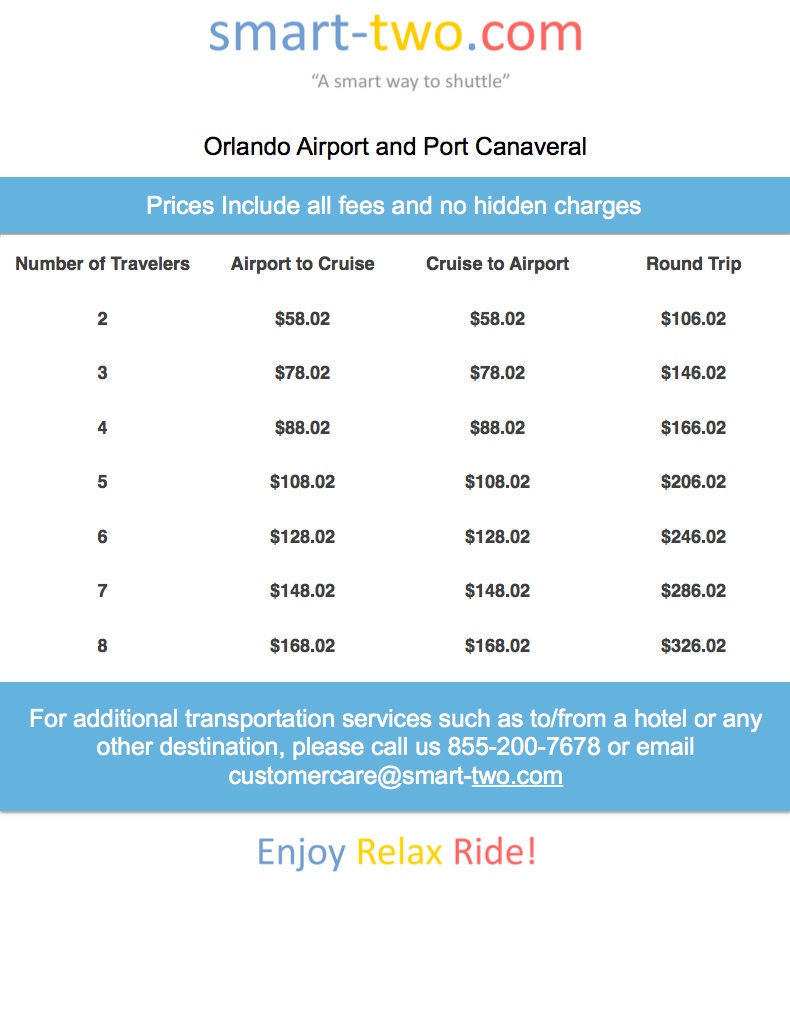 smart-two.com
“A smart way to shuttle”
Orlando Airport and Port Canaveral
Prices Include all fees and no hidden charges
Number of Travelers Airport to Cruise Cruise to Airport Round Trip
2 $58.02 $58.02 $106.02
3 $78.02 $78.02 $146.02
4 $88.02 $88.02 $166.02
5 $108.02 $108.02 $206.02
6 $128.02 $128.02 $246.02
7 $148.02 $148.02 $286.02
8 $168.02 $168.02 $326.02
For additional transportation services such as to/from a hotel or any
other destination, please call us 855-200-7678 or email
customercare@smart-two.com
Enjoy Relax Ride!